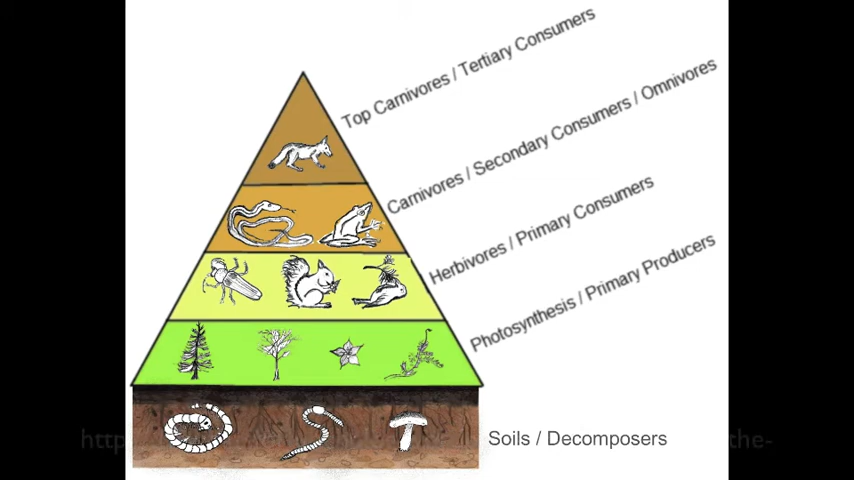 Top Carnivores / Tertiary Consumers
Carnivores / Secondary Consumers / Omnivores
Herbivores / Primary Consumers
Photosynthesis / Primary Producers
Soils / Decomposers